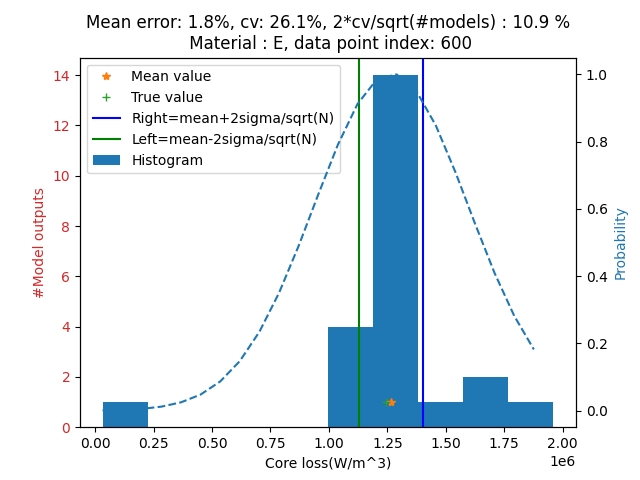 Mean error: 1.8%, cv: 26.1%, 2*cv/sqrt(#models) : 10.9 %
Material : E, data point index: 600
Mean value
True value
Right=mean+2sigma/sqrt(N)
Left=mean-2sigma/sqrt(N)
Histogram
#Model outputs
14
12
10
8
6
4
2
0
1.0
0.8
0.6
0.4
0.2
0.0
Probability
0.00 0.25 0.50 0.75 1.00 1.25 1.50 1.75 2.00
1e6
Core loss(W/m^3)